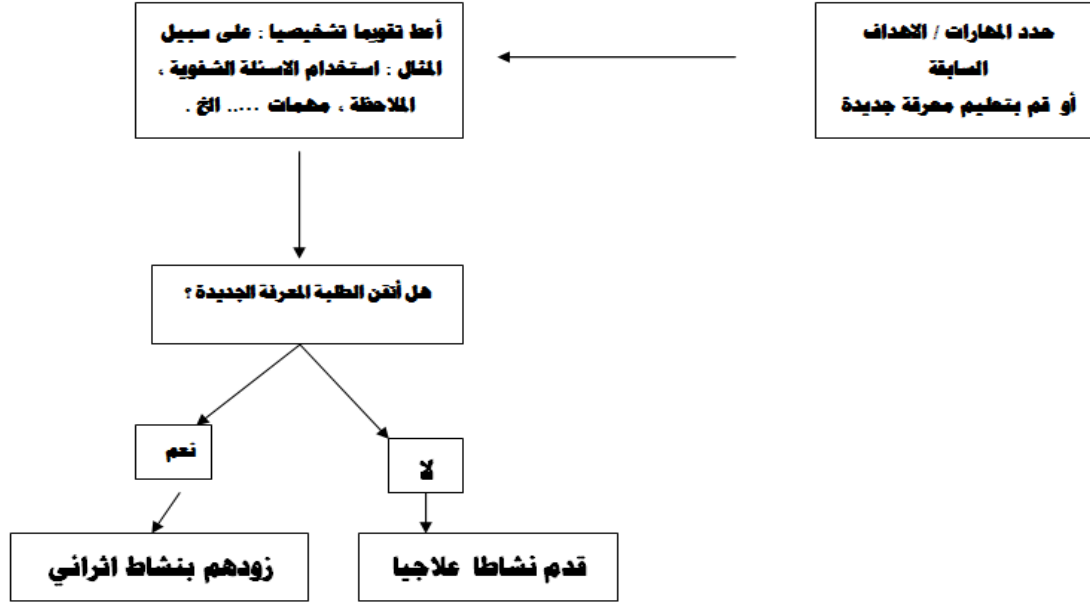 حدد المهارات / الاهداف
السابقة
أو قم بتعليم معرفة جديدة
أعط تقويما تشخيصيا : على سبيل
المثال : استخدام الاسئلة الشفوية ،
الملاحظة ، مهمات ..... الخ .
هل أتقن الطلبة المعرفة الجديدة ؟
نعم
لا
زودهم بنشاط اثرائي
قدم نشاطا علاجيا